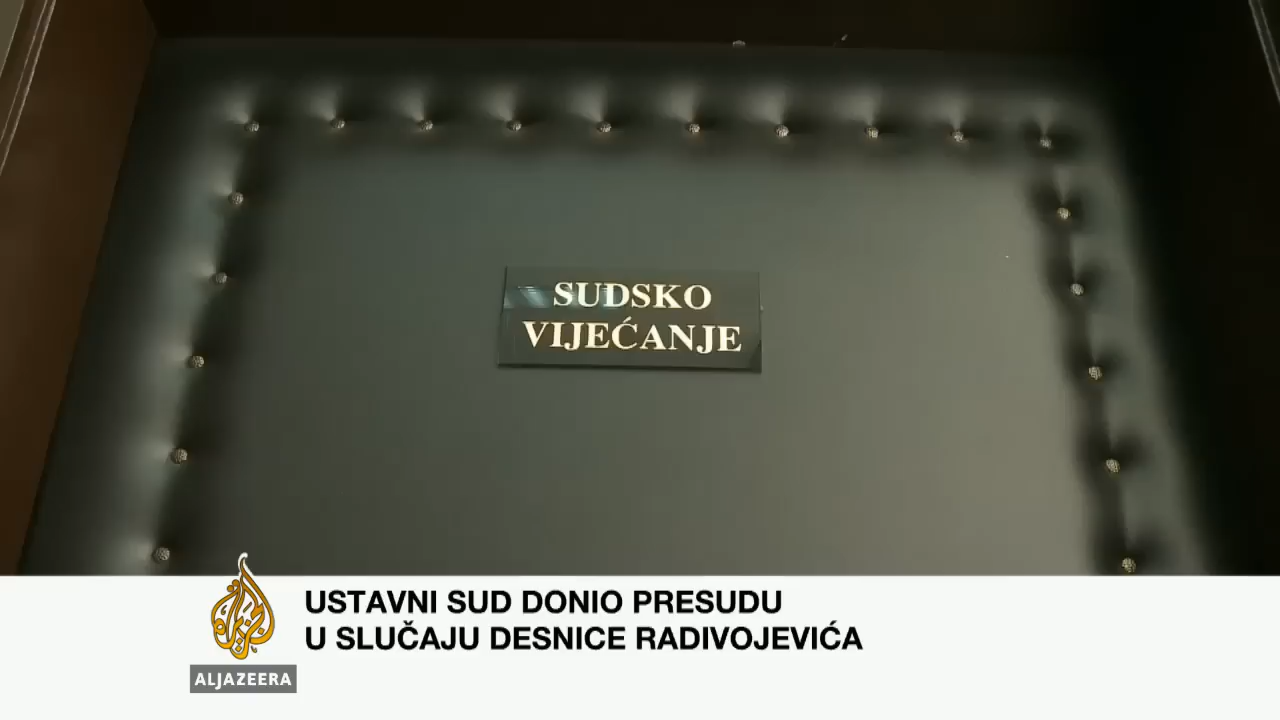 SUDSKO
VIJEĆANJE
USTAVNI SUD DONIO PRESUDU
U SLUČAJU DESNICE RADIVOJEVIĆA
ALJAZEERA